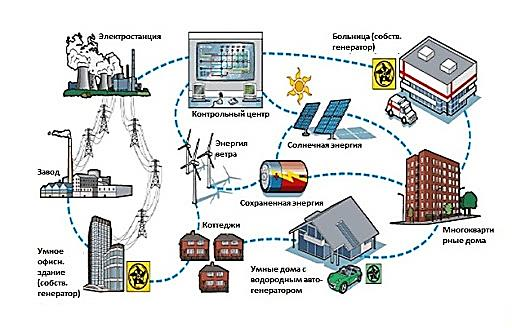 Электростанция
Больница (собств.
генератор)
Контрольный центр
Солнечная энергия
Энергия
ветра
Завод
Сохраненная энергия
Многокварти
рные дома
Коттеджи
Умное
офисн.
здание
(собств.
генератор)
Умные дома с
водородным авто-
генератором